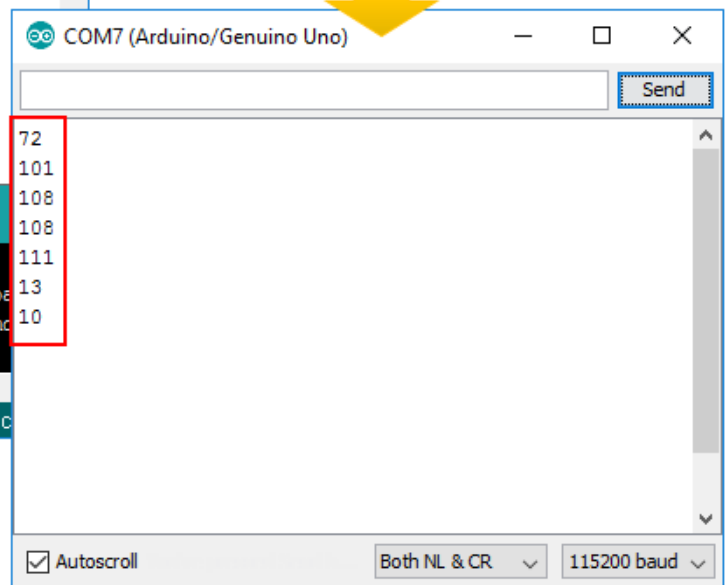 COM7 (Arduino/Genuino Uno)
Send
72
101
108
108
111
13
10
Autoscroll
Both NL & CR
115200 baud